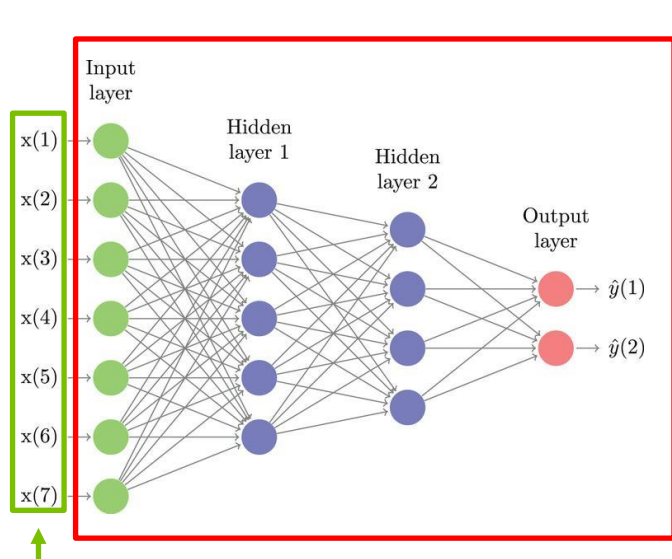 Input
layer
Hidden
layer 1
Hidden
layer 2
Output
layer
x(1)
x(2)
x(3)
x(4)
x(5)
x(6)
x(7)
ŷ(1)
ŷ(2)